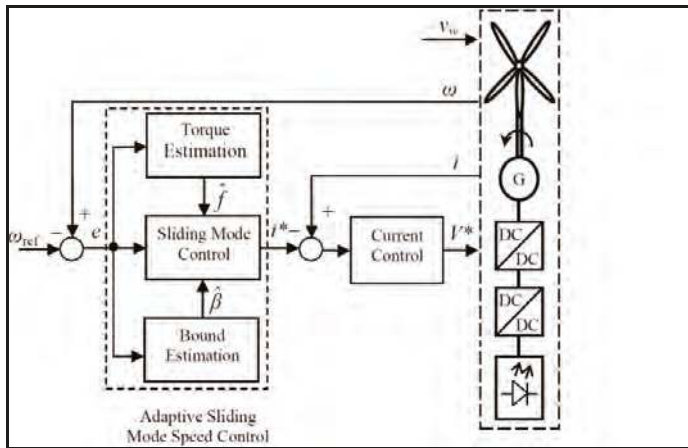 v_w
ω
Torque
Estimation
i
G
f̂
+
+
ω_ref
−
e
Sliding Mode
Control
i*
−
Current
Control
V*
DC
DC
β̂
DC
DC
Bound
Estimation
Adaptive Sliding
Mode Speed Control